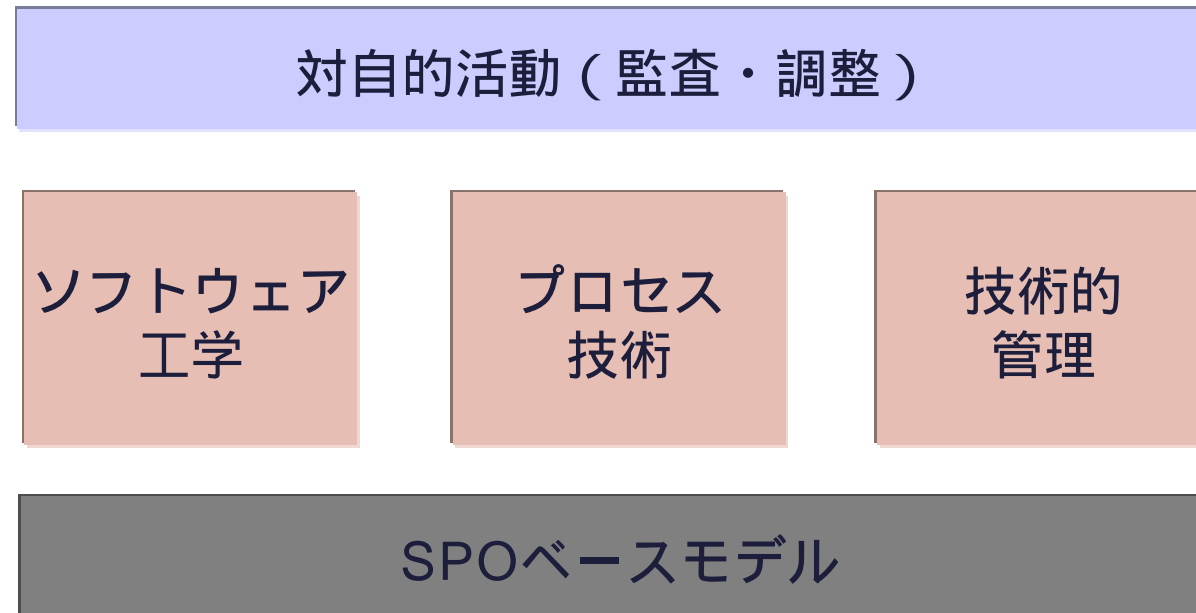 対自的活動(監査・調整)
ソフトウェア
工学
プロセス
技術
技術的
管理
SPOベースモデル